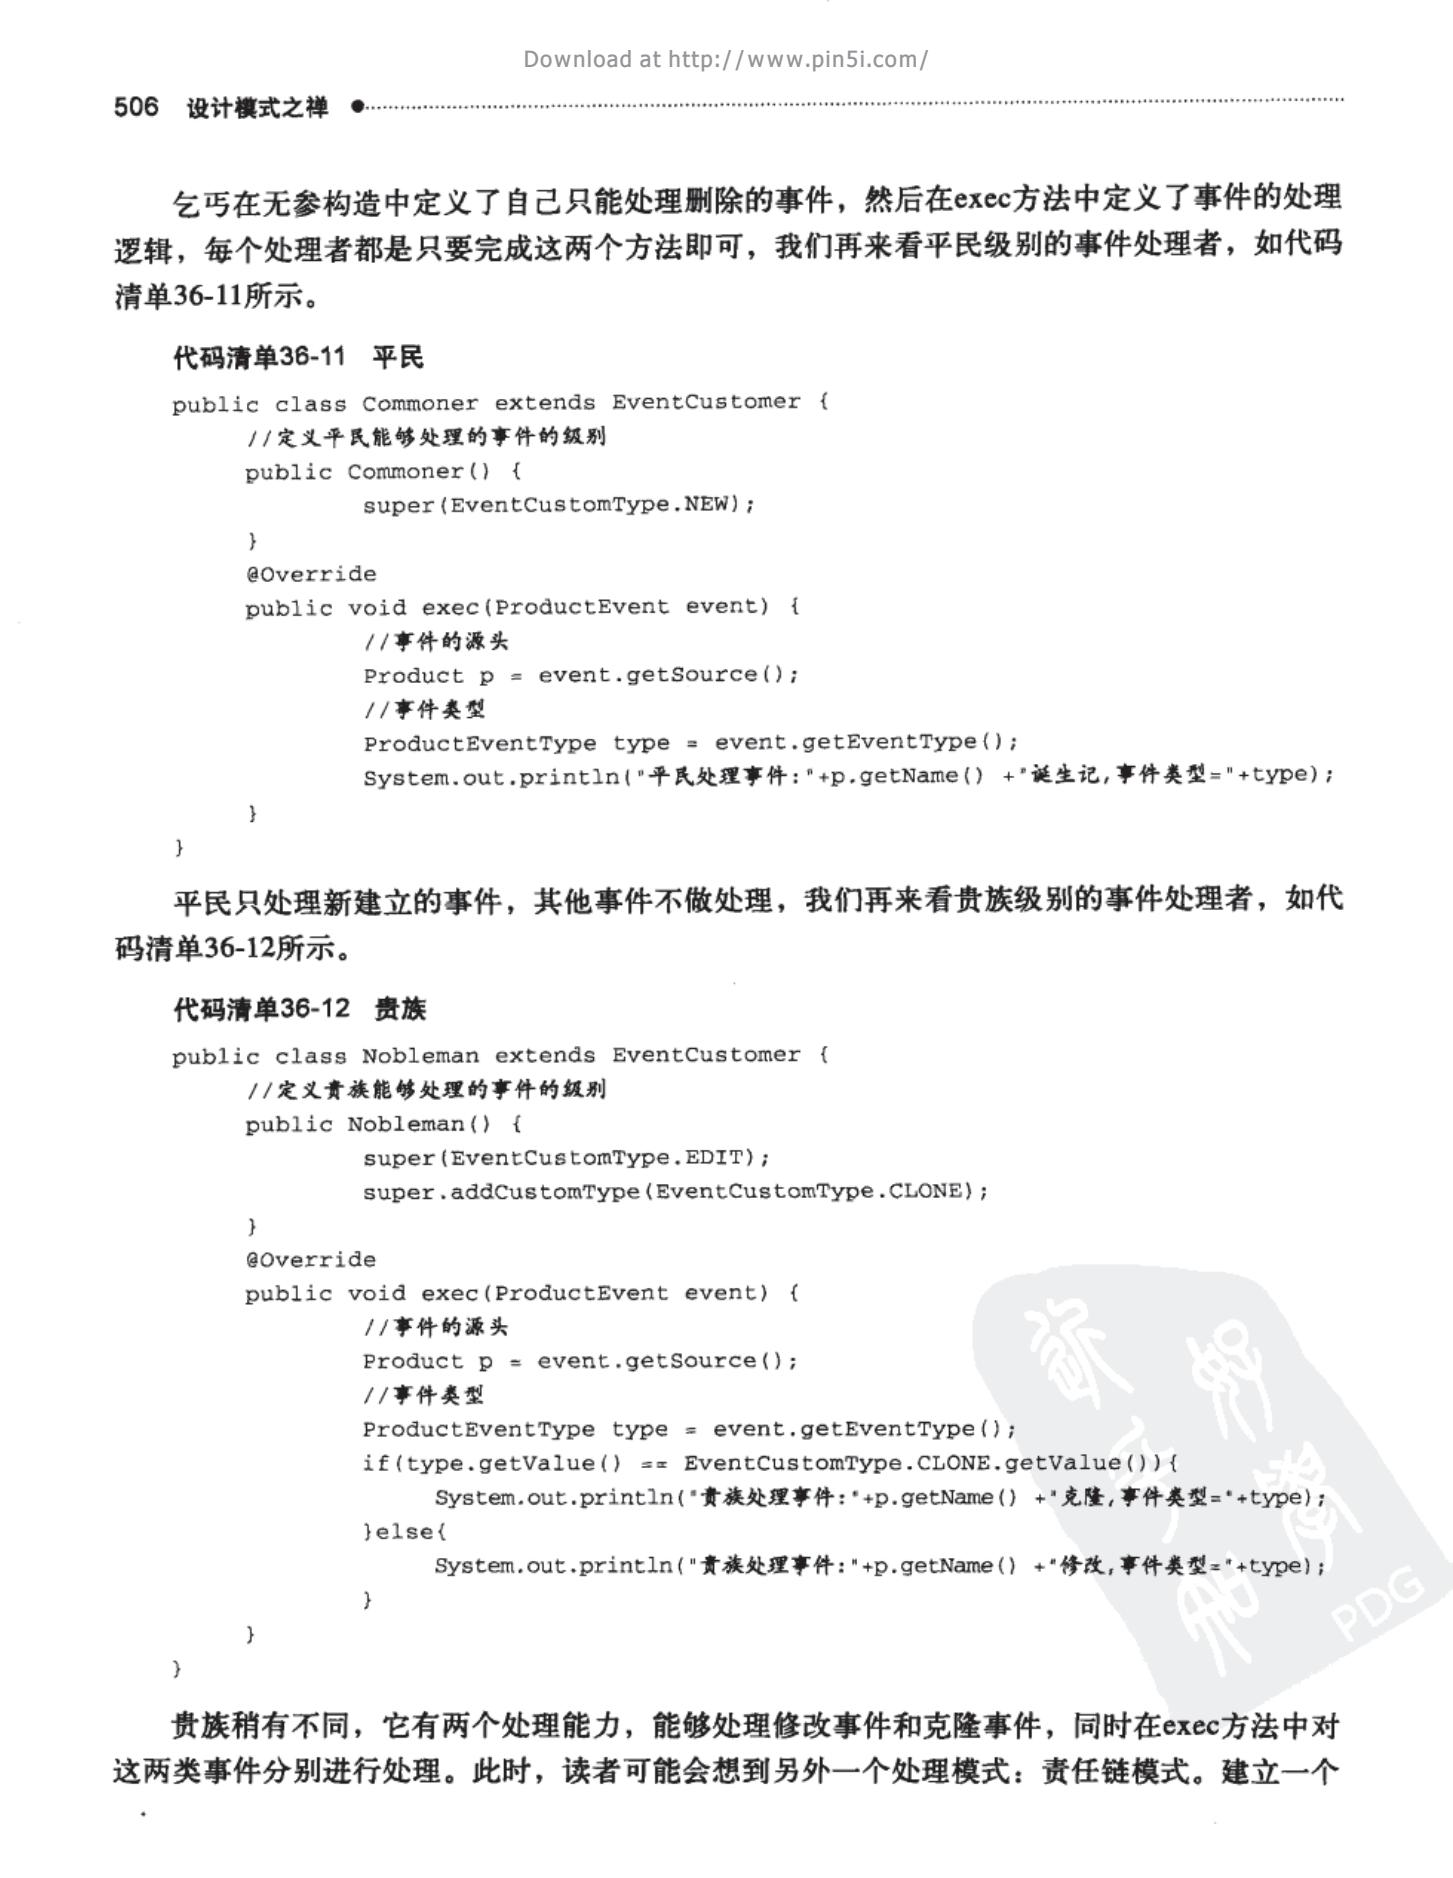 Download at http://www.pin5i.com/
506 设计模式之禅
乞丐在无参构造中定义了自己只能处理删除的事件，然后在exec方法中定义了事件的处理
逻辑，每个处理者都是只要完成这两个方法即可，我们再来看平民级别的事件处理者，如代码
清单36-11所示。
代码清单36-11 平民
public class Commoner extends EventCustomer {
//定义平民能够处理的事件的级别
public Commoner() {
super(EventCustomType.NEW);
}
@Override
public void exec(ProductEvent event) {
//事件的源头
Product p = event.getSource();
//事件类型
ProductEventType type = event.getEventType();
System.out.println("平民处理事件:"+p.getName() +"诞生记,事件类型="+type);
}
}
平民只处理新建立的事件，其他事件不做处理，我们再来看贵族级别的事件处理者，如代
码清单36-12所示。
代码清单36-12 贵族
public class Nobleman extends EventCustomer {
//定义贵族能够处理的事件的级别
public Nobleman() {
super(EventCustomType.EDIT);
super.addCustomType(EventCustomType.CLONE);
}
@Override
public void exec(ProductEvent event) {
//事件的源头
Product p = event.getSource();
//事件类型
ProductEventType type = event.getEventType();
if(type.getValue() == EventCustomType.CLONE.getValue()){
System.out.println("贵族处理事件:"+p.getName() +"克隆,事件类型="+type);
}else{
System.out.println("贵族处理事件:"+p.getName() +"修改,事件类型="+type);
}
}
}
PDG
贵族稍有不同，它有两个处理能力，能够处理修改事件和克隆事件，同时在exec方法中对
这两类事件分别进行处理。此时，读者可能会想到另外一个处理模式：责任链模式。建立一个